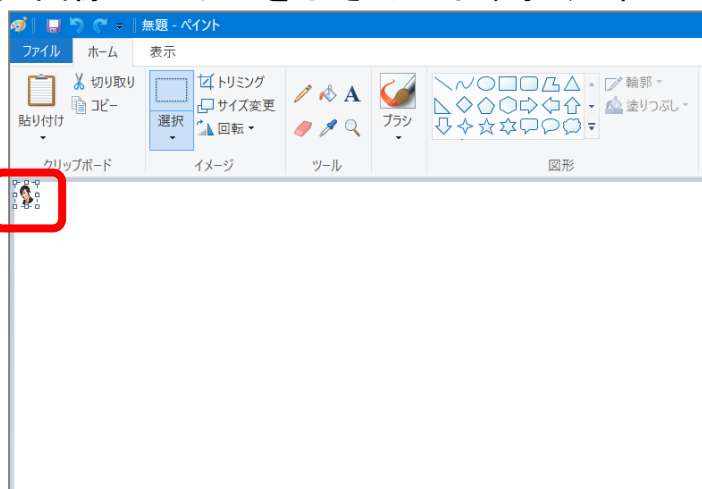 無題 - ペイント
ファイル ホーム 表示
貼り付け
切り取り
コピー
クリップボード
選択
トリミング
サイズ変更
回転
イメージ
A
ツール
ブラシ
図形
輪郭
塗りつぶし